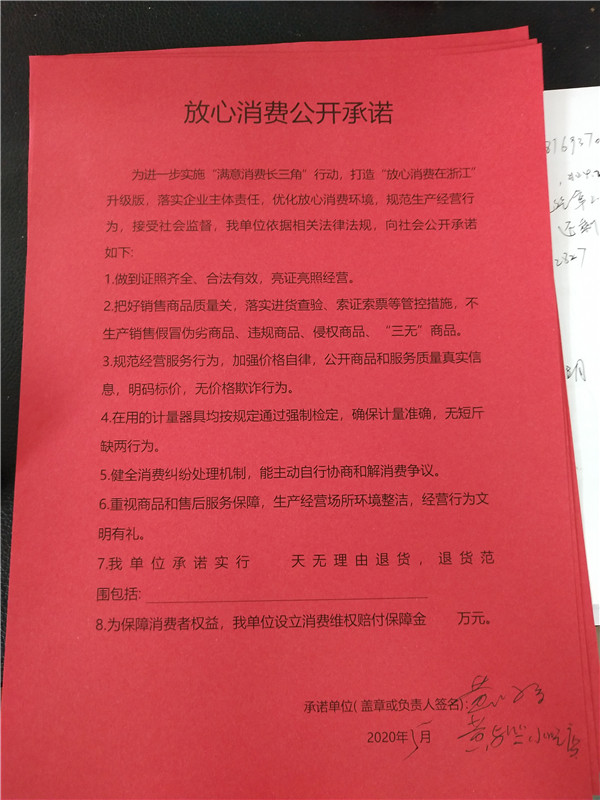 放心消费公开承诺
为进一步实施“满意消费长三角”行动，打造“放心消费在浙江”
升级版，落实企业主体责任，优化放心消费环境，规范生产经营行
为，接受社会监督，我单位依据相关法律法规，向社会公开承诺
如下:
1.做到证照齐全、合法有效，亮证亮照经营。
2.把好销售商品质量关，落实进货查验、索证索票等管控措施，不
生产销售假冒伪劣商品、违规商品、侵权商品、“三无”商品。
3.规范经营服务行为，加强价格自律，公开商品和服务质量真实信
息，明码标价，无价格欺诈行为。
4.在用的计量器具均按规定通过强制检定，确保计量准确，无短斤
缺两行为。
5.健全消费纠纷处理机制，能主动自行协商和解消费争议。
6.重视商品和售后服务保障，生产经营场所环境整洁，经营行为文
明有礼。
7.我单位承诺实行 天无理由退货，退货范
围包括:
8.为保障消费者权益，我单位设立消费维权赔付保障金 万元。
承诺单位(盖章或负责人签名):
2020年5月
2327